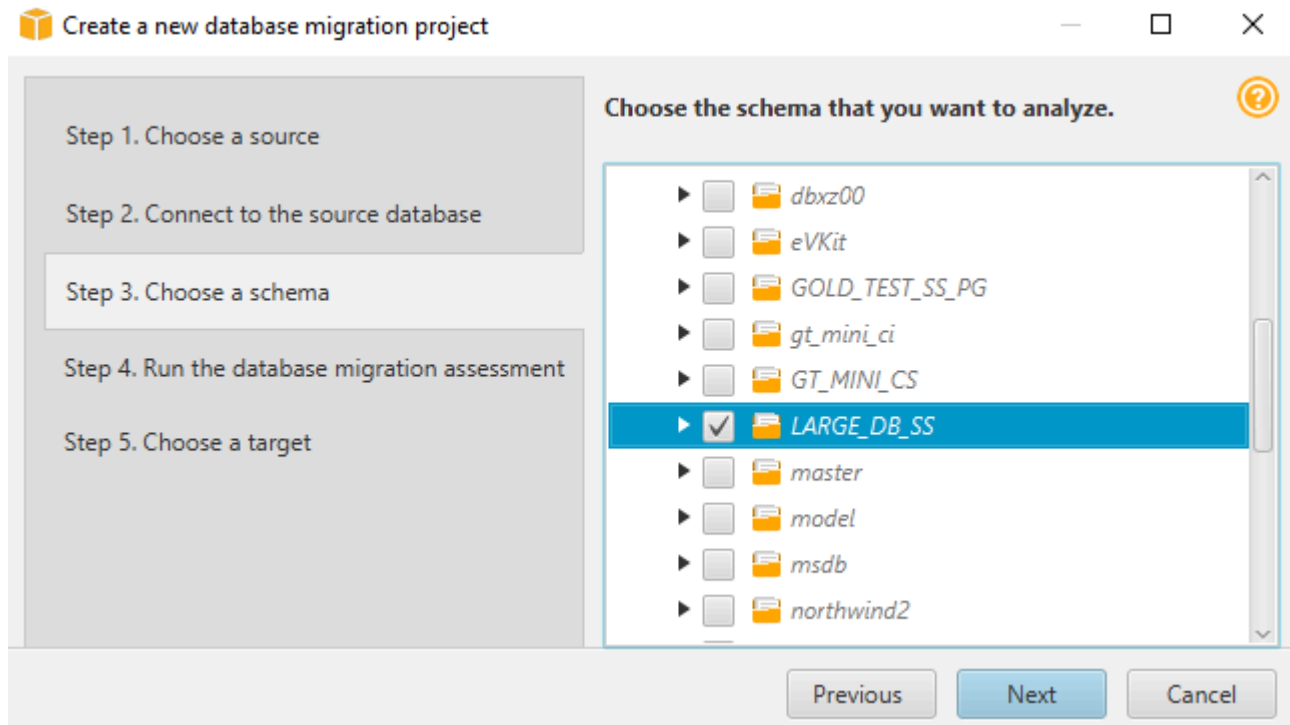 Create a new database migration project
Step 1. Choose a source
Step 2. Connect to the source database
Step 3. Choose a schema
Step 4. Run the database migration assessment
Step 5. Choose a target
Choose the schema that you want to analyze.
?
dbxz00
eVKit
GOLD_TEST_SS_PG
gt_mini_ci
GT_MINI_CS
LARGE_DB_SS
master
model
msdb
northwind2
Previous
Next
Cancel